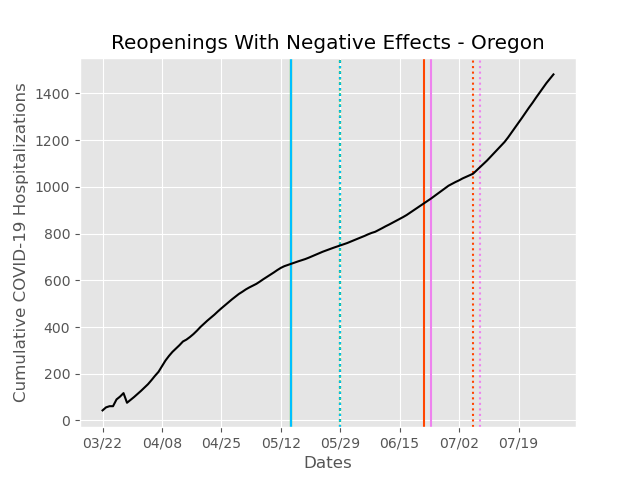 Reopenings With Negative Effects - Oregon
Cumulative COVID-19 Hospitalizations
1400
1200
1000
800
600
400
200
0
03/22 04/08 04/25 05/12 05/29 06/15 07/02 07/19
Dates